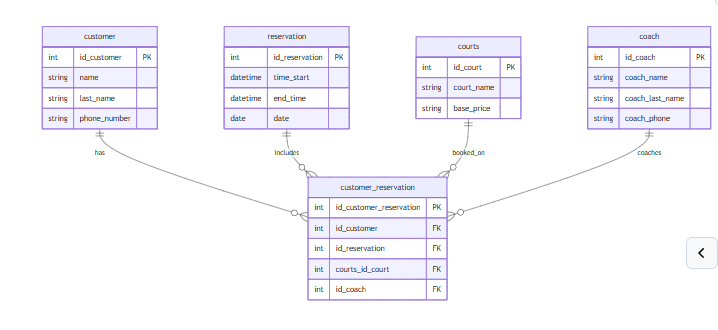 customer
int id_customer PK
string name
string last_name
string phone_number
reservation
int id_reservation PK
datetime time_start
datetime end_time
date date
courts
int id_court PK
string court_name
string base_price
coach
int id_coach PK
string coach_name
string coach_last_name
string coach_phone
has
includes
booked_on
coaches
customer_reservation
int id_customer_reservation PK
int id_customer FK
int id_reservation FK
int courts_id_court FK
int id_coach FK